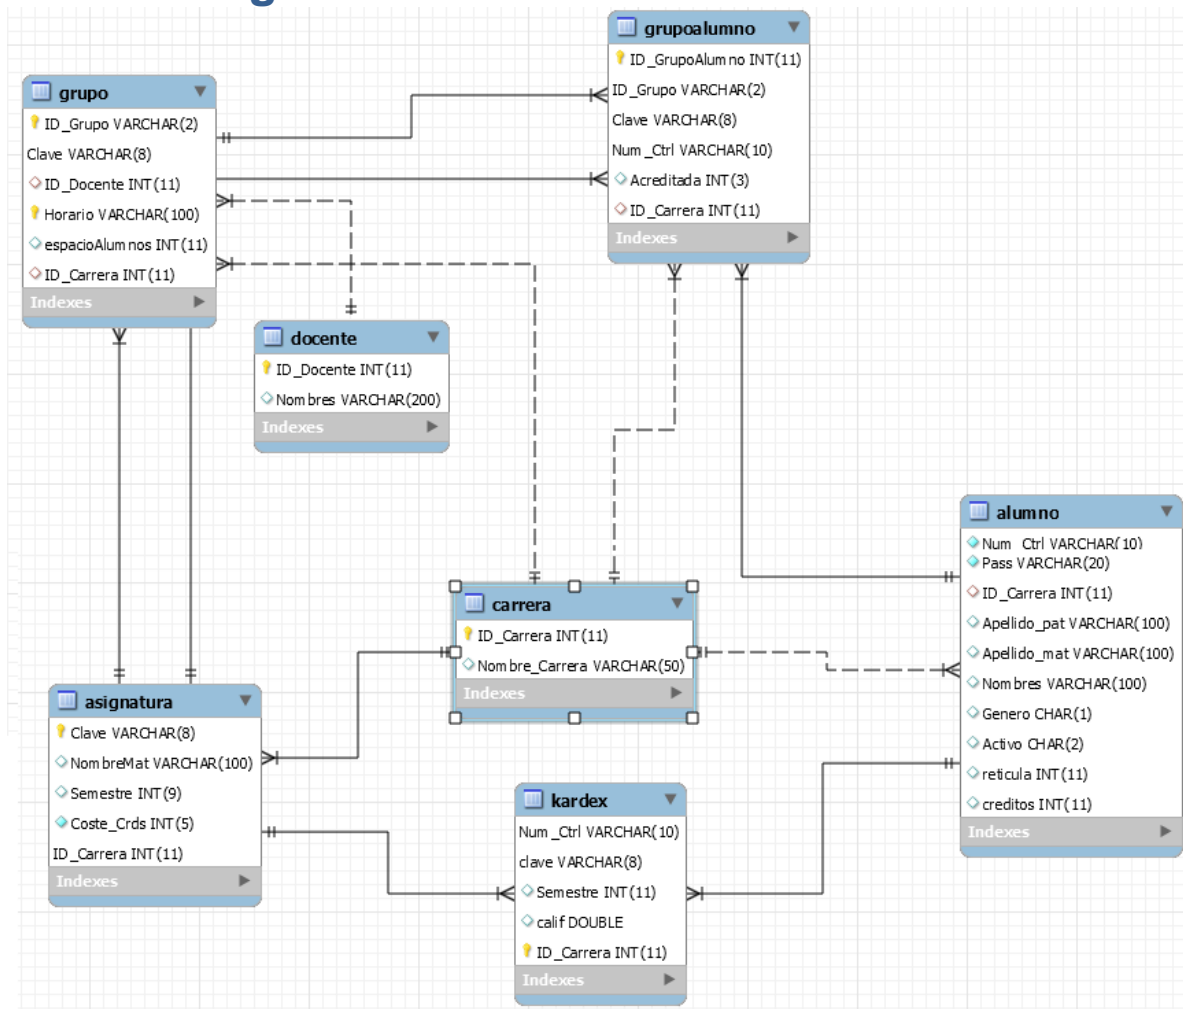 grupoalumno
ID_GrupoAlumno INT(11)
ID_Grupo VARCHAR(2)
Clave VARCHAR(8)
Num_Ctrl VARCHAR(10)
Acreditada INT(3)
ID_Carrera INT(11)
Indexes
grupo
ID_Grupo VARCHAR(2)
Clave VARCHAR(8)
ID_Docente INT(11)
Horario VARCHAR(100)
espacioAlumnos INT(11)
ID_Carrera INT(11)
Indexes
docente
ID_Docente INT(11)
Nombres VARCHAR(200)
Indexes
alumno
Num_Ctrl VARCHAR(10)
Pass VARCHAR(20)
ID_Carrera INT(11)
Apellido_pat VARCHAR(100)
Apellido_mat VARCHAR(100)
Nombres VARCHAR(100)
Genero CHAR(1)
Activo CHAR(2)
reticula INT(11)
creditos INT(11)
Indexes
carrera
ID_Carrera INT(11)
Nombre_Carrera VARCHAR(50)
Indexes
asignatura
Clave VARCHAR(8)
NombreMat VARCHAR(100)
Semestre INT(9)
Coste_Crds INT(5)
ID_Carrera INT(11)
Indexes
kardex
Num_Ctrl VARCHAR(10)
clave VARCHAR(8)
Semestre INT(11)
calif DOUBLE
ID_Carrera INT(11)
Indexes